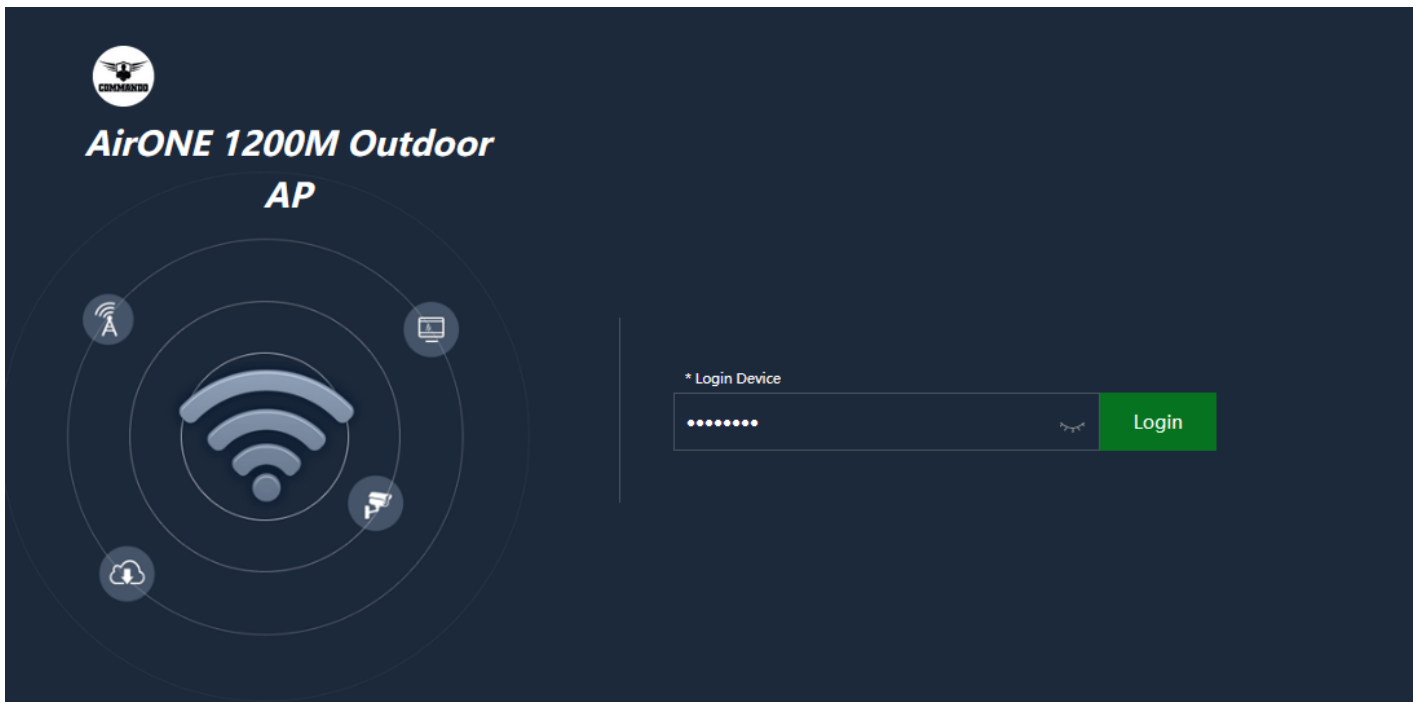 COMMANDO
AirONE 1200M Outdoor
AP
* Login Device
••••••••
Login